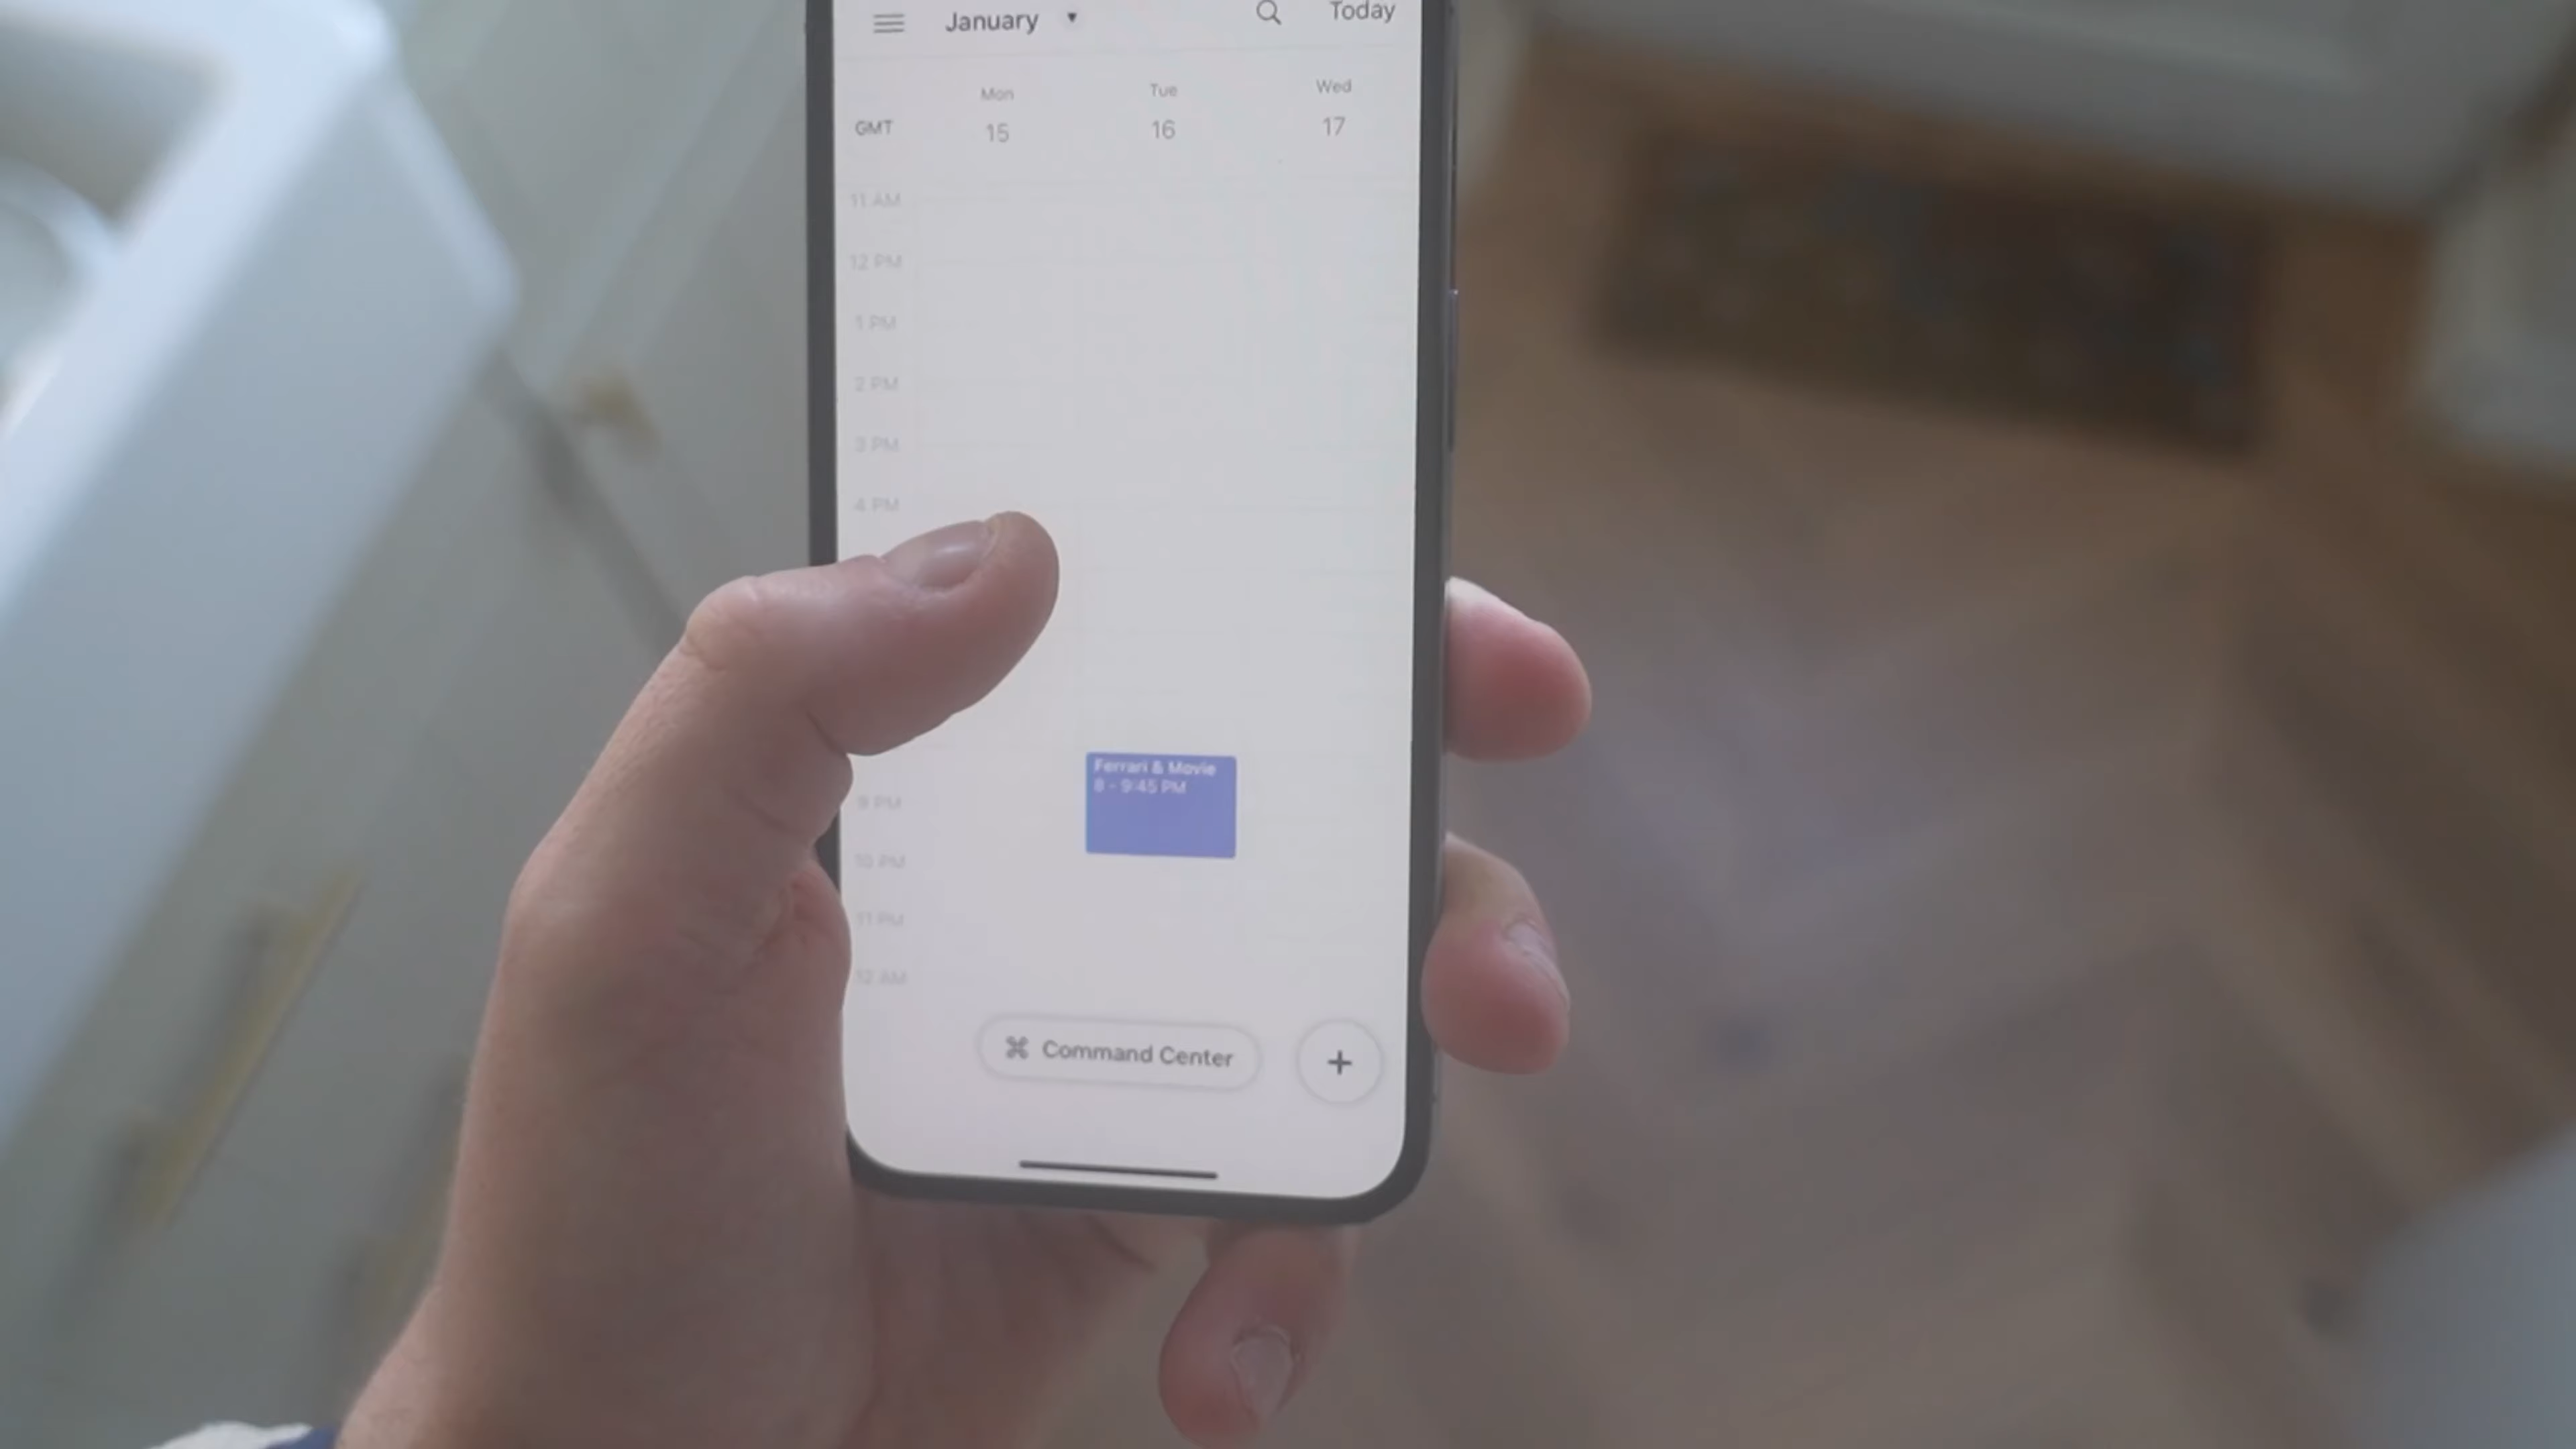 January
Today
Mon
Tue
Wed
GMT
15
16
17
11 AM
12 PM
1 PM
2 PM
3 PM
4 PM
Ferrari & Movie
8 - 9:45 PM
9 PM
10 PM
11 PM
12 AM
⌘ Command Center
+